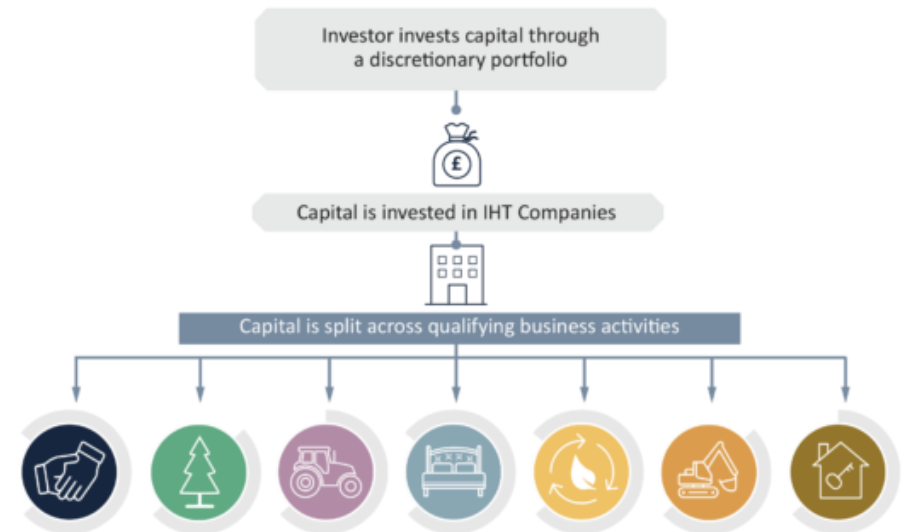 Investor invests capital through
a discretionary portfolio
£
Capital is invested in IHT Companies
Capital is split across qualifying business activities